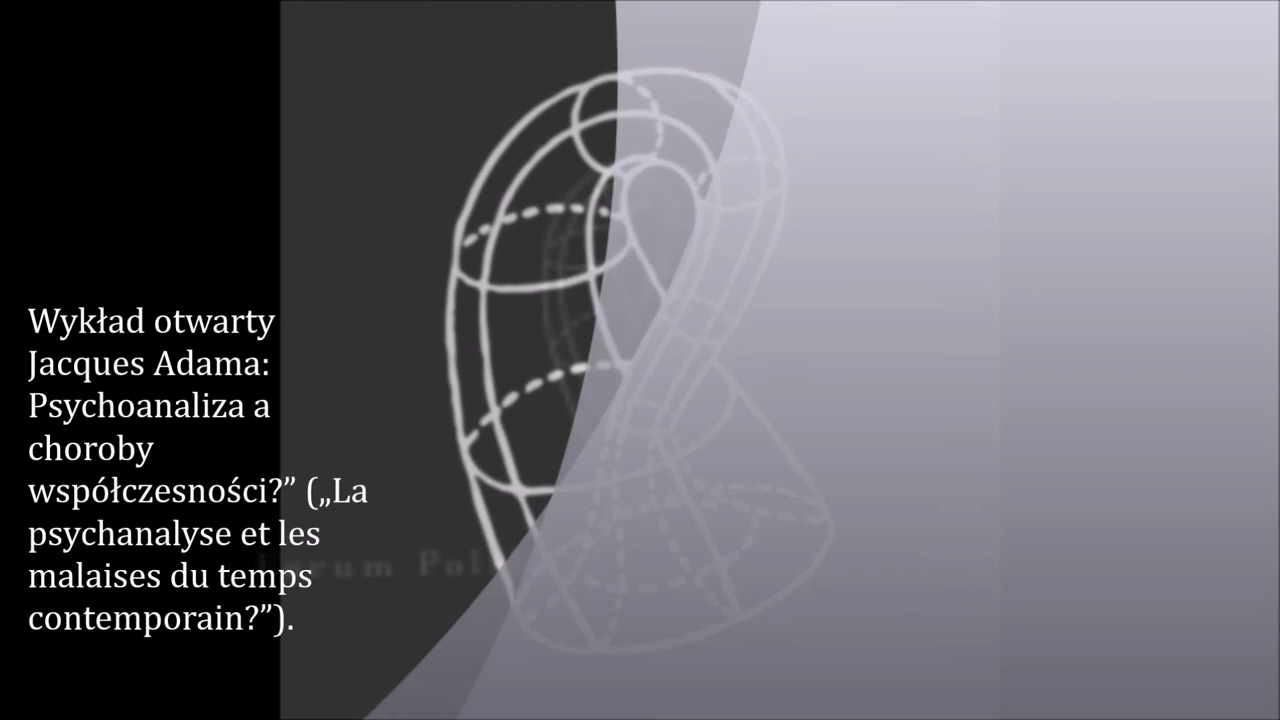 Wykład otwarty
Jacques Adama:
Psychoanaliza a
choroby
współczesności?” („La
psychanalyse et les
malaises du temps
contemporain?”).